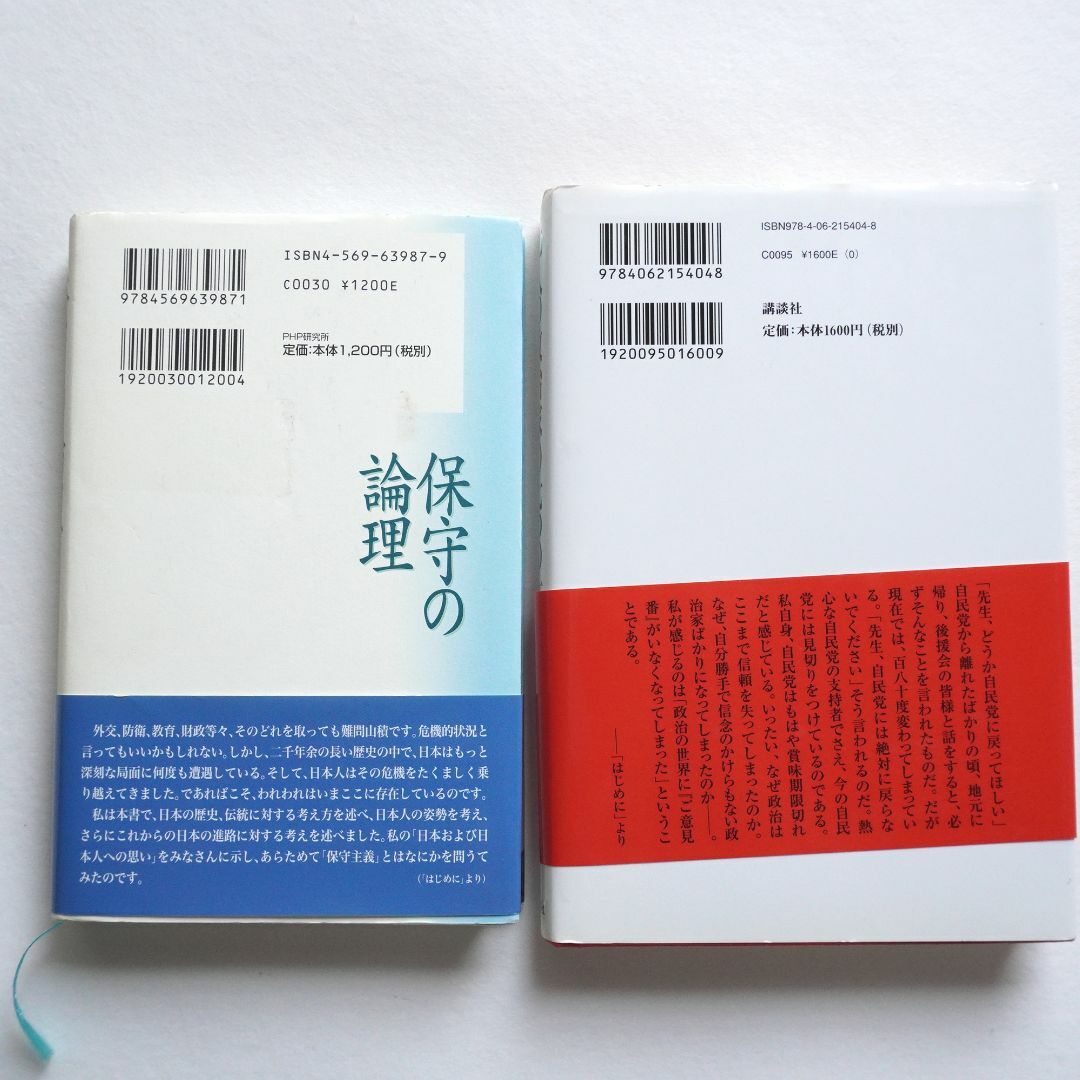 ISBN4-569-63987-9
C0030 ¥1200E
9784569639871
PHP研究所
定価:本体1,200円(税別)
1920030012004
保守の
論理
外交、防衛、教育、財政等々、そのどれを取っても難問山積です。危機的状況と
言ってもいいかもしれない。しかし、二千年余の長い歴史の中で、日本はもっと
深刻な局面に何度も遭遇している。そして、日本人はその危機をたくましく乗
り越えてきました。であればこそ、われわれはいまここに存在しているのです。
私は本書で、日本の歴史、伝統に対する考え方を述べ、日本人の姿勢を考え、
さらにこれからの日本の進路に対する考えを述べました。私の「日本および日
本人への思い」をみなさんに示し、あらためて「保守主義」とはなにかを問うて
みたのです。
(「はじめに」より)
ISBN978-4-06-215404-8
C0095 ¥1600E (0)
9784062154048
講談社
定価:本体1600円(税別)
1920095016009
「先生、どうか自民党に戻ってほしい」
自民党から離れたばかりの頃、地元に
帰り、後援会の皆様と話をすると、必
ずそんなことを言われたものだ。だが
現在では、百八十度変わってしまってい
る。「先生、自民党には絶対に戻らな
いでください」そう言われるのだ。熱
心な自民党の支持者でさえ、今の自民
党には見切りをつけているのである。
私自身、自民党はもはや賞味期限切れ
だと感じている。いったい、なぜ政治は
ここまで信頼を失ってしまったのか。
なぜ、自分勝手で信念のかけらもない政
治家ばかりになってしまったのか――。
私が感じるのは「政治の世界に『ご意見
番』がいなくなってしまった」というこ
とである。
――「はじめに」より